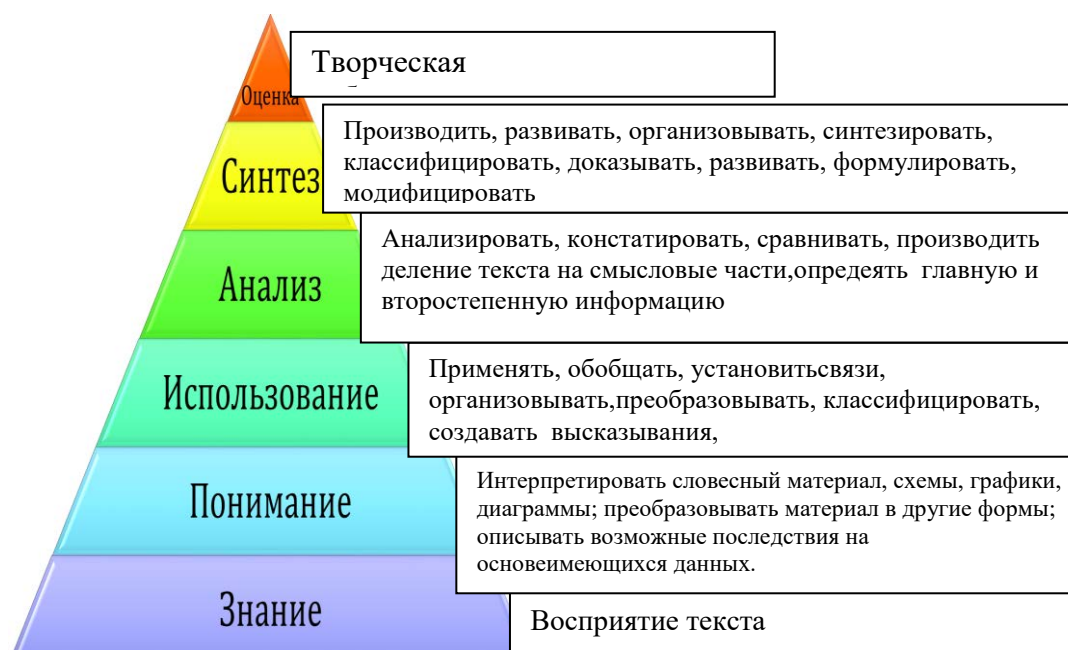 Творческая
Оценка
Производить, развивать, организовывать, синтезировать,
классифицировать, доказывать, развивать, формулировать,
модифицировать
Синтез
Анализировать, констатировать, сравнивать, производить
деление текста на смысловые части,опредеять главную и
второстепенную информацию
Анализ
Применять, обобщать, установитьсвязи,
организовывать,преобразовывать, классифицировать,
создавать высказывания,
Использование
Интерпретировать словесный материал, схемы, графики,
диаграммы; преобразовывать материал в другие формы;
описывать возможные последствия на
основеимеющихся данных.
Понимание
Восприятие текста
Знание